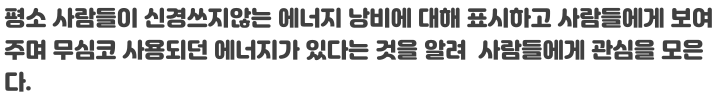 평소 사람들이 신경쓰지않는 에너지 낭비에 대해 표시하고 사람들에게 보여
주며 무심코 사용되던 에너지가 있다는 것을 알려  사람들에게 관심을 모은
다.